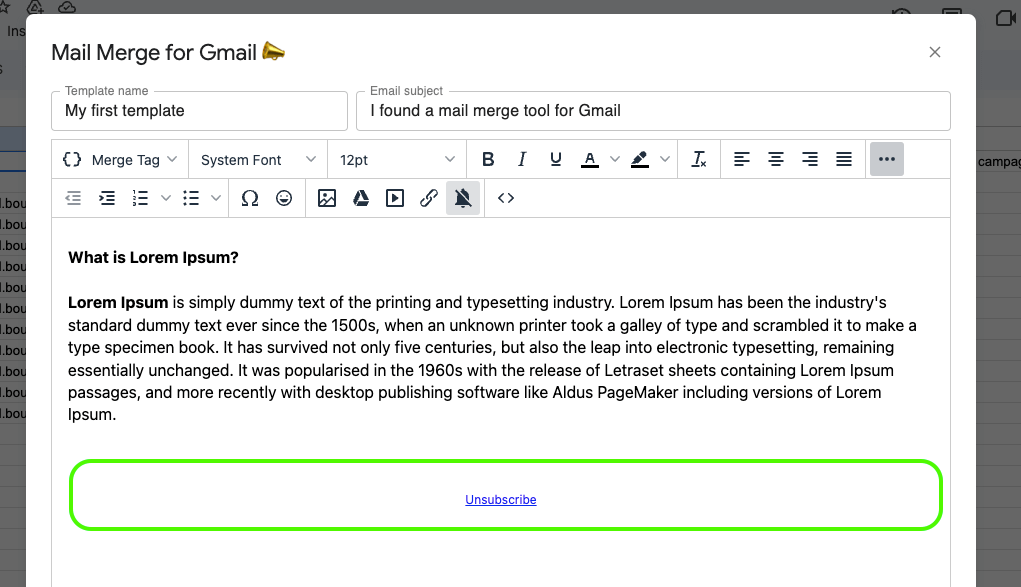 Ins
Mail Merge for Gmail
Template name
My first template
Email subject
I found a mail merge tool for Gmail
Merge Tag
System Font
12pt
B I U A
campag
l.bou
l.bou
l.bou
l.bou
l.bou
l.bou
l.bou
l.bou
l.bou
l.bou
l.bou
What is Lorem Ipsum?
Lorem Ipsum is simply dummy text of the printing and typesetting industry. Lorem Ipsum has been the industry's
standard dummy text ever since the 1500s, when an unknown printer took a galley of type and scrambled it to make a
type specimen book. It has survived not only five centuries, but also the leap into electronic typesetting, remaining
essentially unchanged. It was popularised in the 1960s with the release of Letraset sheets containing Lorem Ipsum
passages, and more recently with desktop publishing software like Aldus PageMaker including versions of Lorem
Ipsum.
Unsubscribe